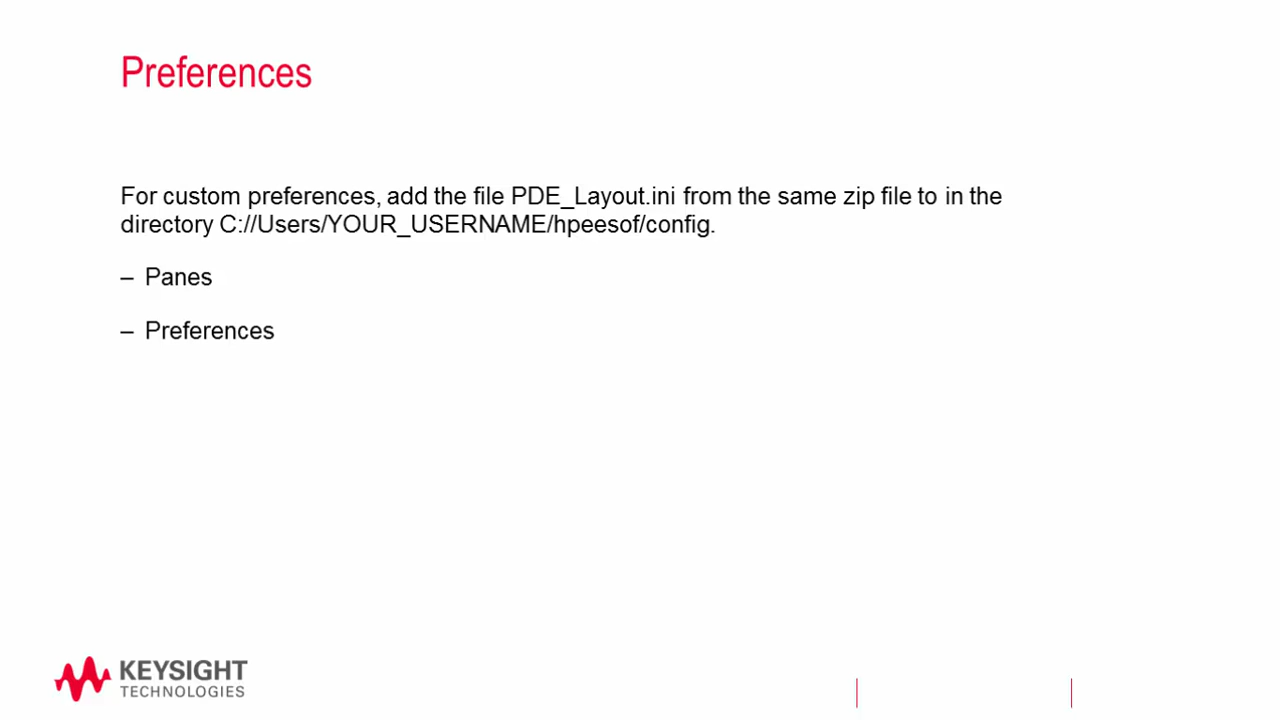 Preferences
For custom preferences, add the file PDE_Layout.ini from the same zip file to in the
directory C://Users/YOUR_USERNAME/hpeesof/config.
– Panes
– Preferences
KEYSIGHT
TECHNOLOGIES